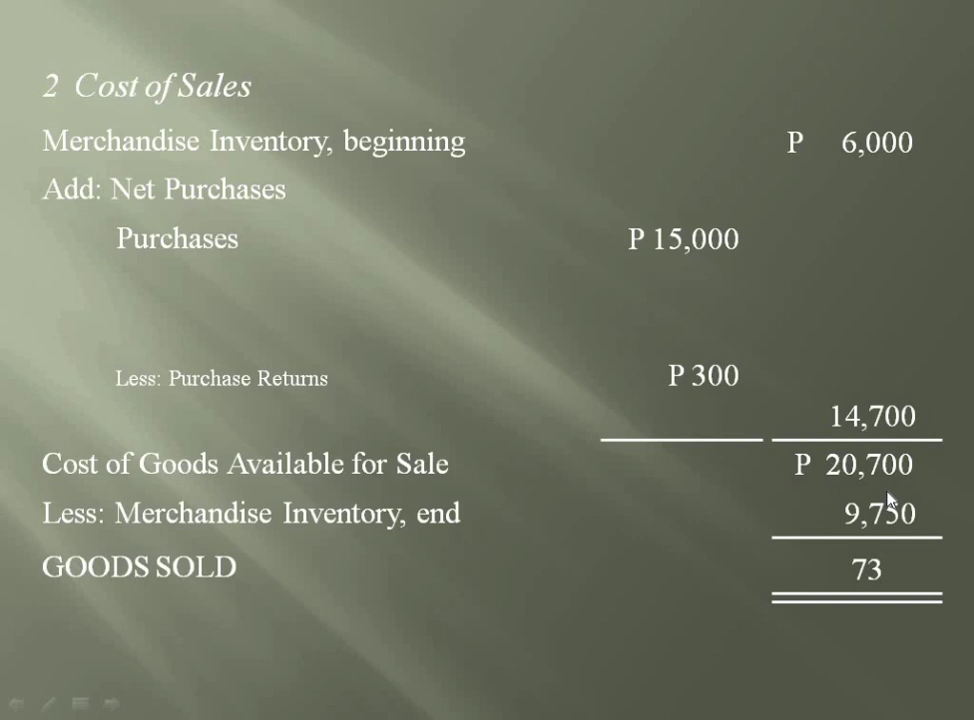 2 Cost of Sales
Merchandise Inventory, beginning P 6,000
Add: Net Purchases
Purchases P 15,000
Less: Purchase Returns P 300
14,700
Cost of Goods Available for Sale P 20,700
Less: Merchandise Inventory, end 9,750
GOODS SOLD 73